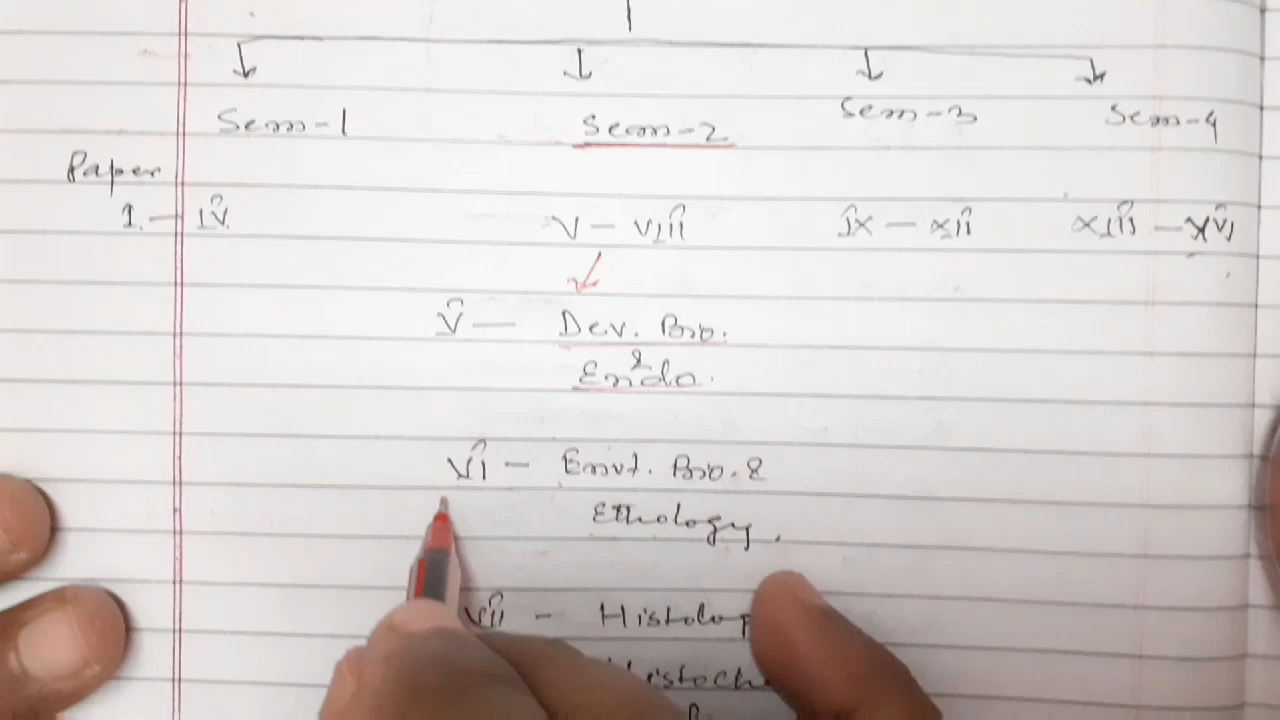 Sem-1 Sem-2 Sem-3 Sem-4
Paper
I - IV V - VIII IX - XII XIII - XVI
V - Dev. Bio.
&
Endo.
VI - Envt. Bio. &
Ethology.
VII - Histolo